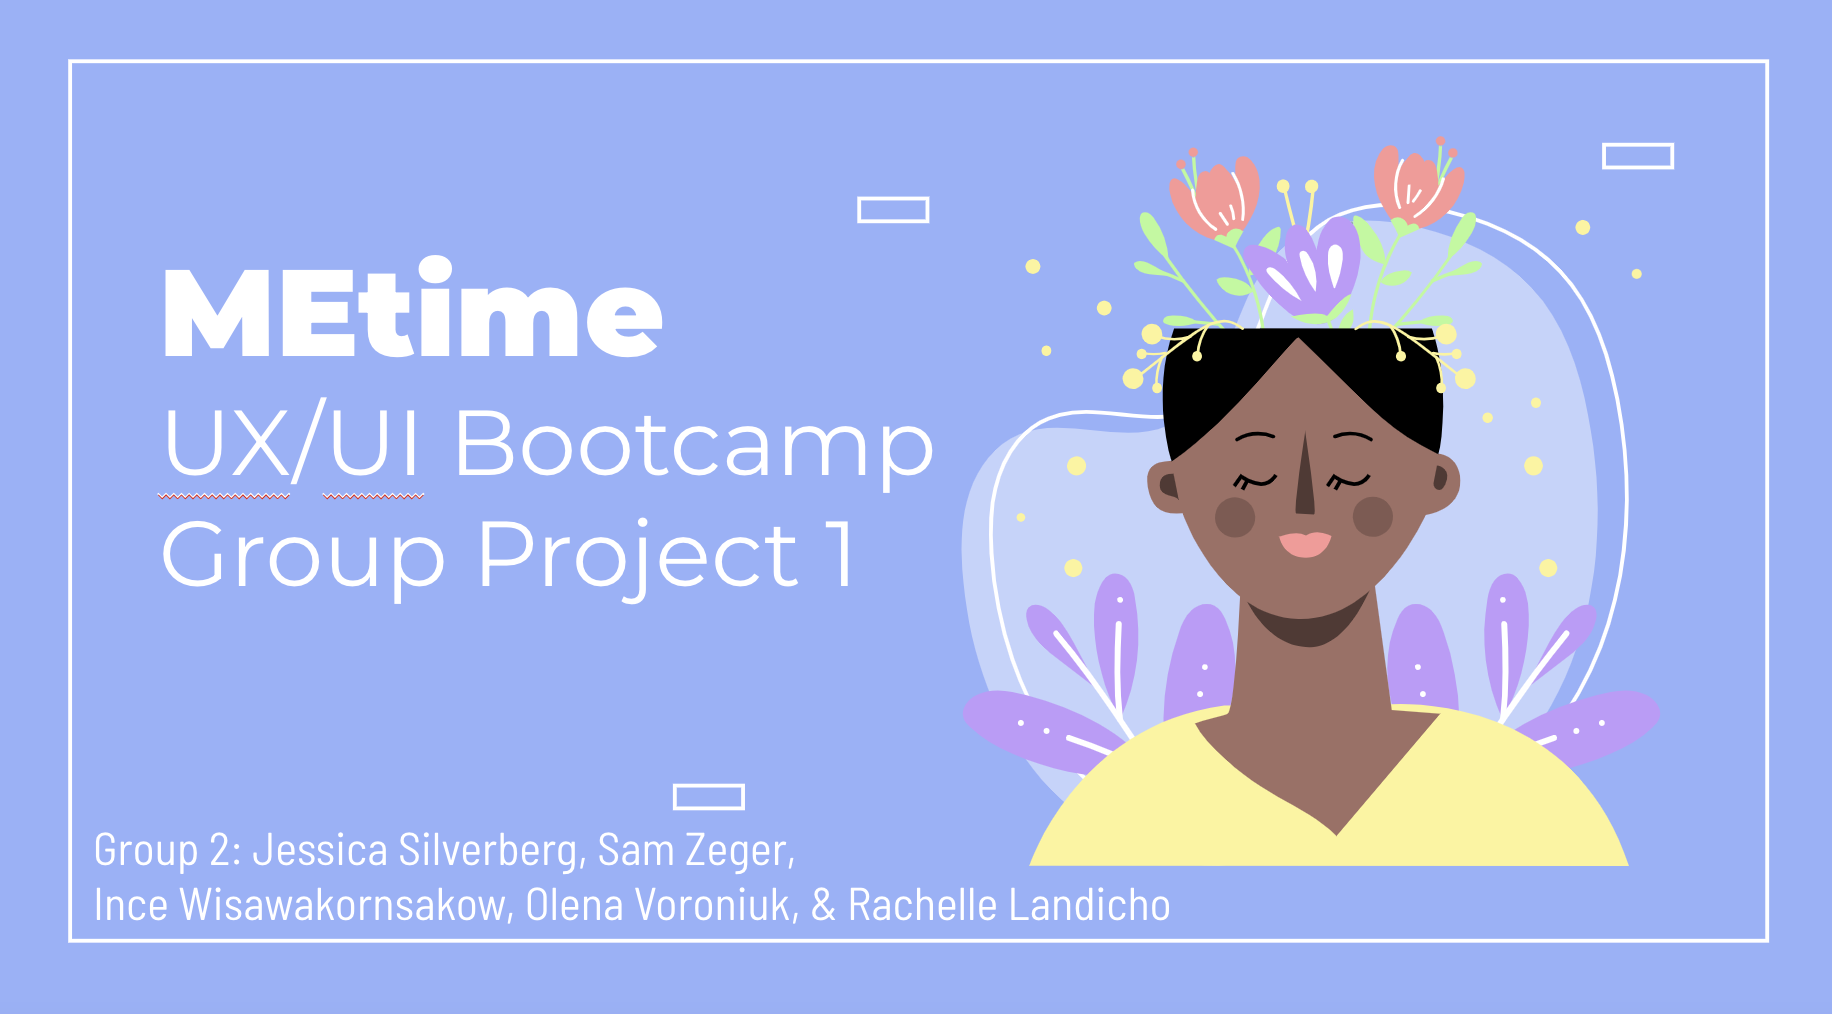 MEtime
UX/UI Bootcamp
Group Project 1
Group 2: Jessica Silverberg, Sam Zeger,
Ince Wisawakornsakow, Olena Voroniuk, & Rachelle Landicho